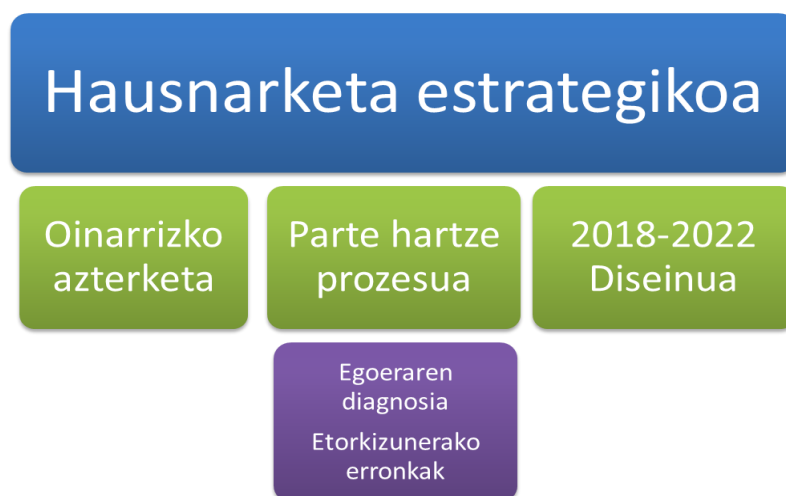 Hausnarketa estrategikoa
Oinarrizko
azterketa
Parte hartze
prozesua
2018-2022
Diseinua
Egoeraren
diagnosia
Etorkizunerako
erronkak